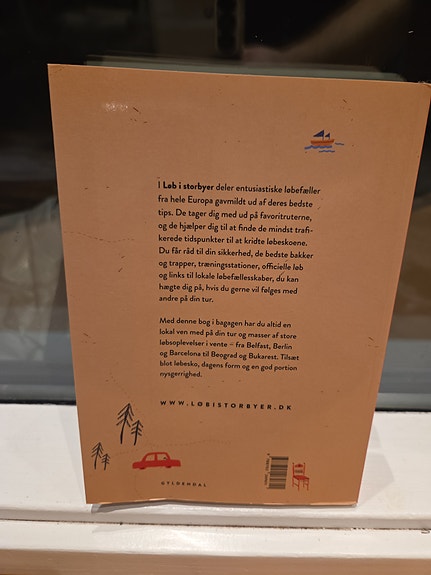 I Løb i storbyer deler entusiastiske løbefæller
fra hele Europa gavmildt ud af deres bedste
tips. De tager dig med ud på favoritruterne,
og de hjælper dig til at finde de mindst trafi-
kerede tidspunkter til at kridte løbeskoene.
Du får råd til din sikkerhed, de bedste bakker
og trapper, træningsstationer, officielle løb
og links til lokale løbefællesskaber, du kan
hægte dig på, hvis du gerne vil følges med
andre på din tur.
Med denne bog i bagagen har du altid en
lokal ven med på din tur og masser af store
løbsoplevelser i vente – fra Belfast, Berlin
og Barcelona til Beograd og Bukarest. Tilsæt
blot løbesko, dagens form og en god portion
nysgerrighed.
WWW.LØBISTORBYER.DK
GYLDENDAL